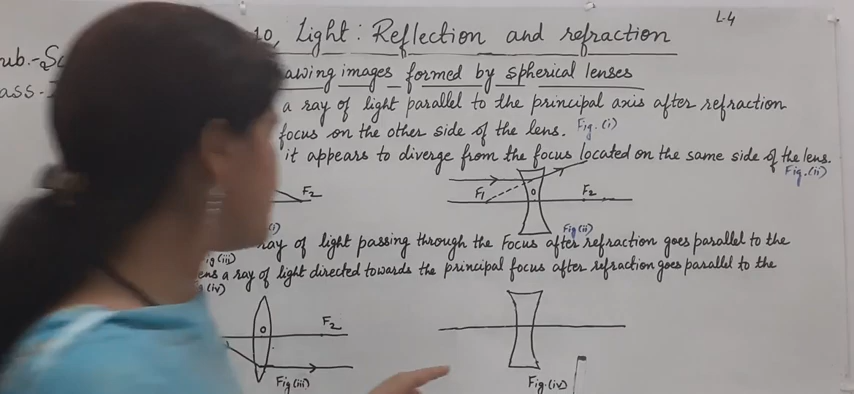 L.4
10, Light: Reflection and refraction
ub.-Sc
awing images formed by spherical lenses
ass-
a ray of light parallel to the principal axis after refraction
focus on the other side of the lens. Fig.(i)
it appears to diverge from the focus located on the same side of the lens.
Fig.(ii)
F2
F1 O F2
Fig(ii)
ray of light passing through the Focus after refraction goes parallel to the
ig(iii)
ens a ray of light directed towards the principal focus after refraction goes parallel to the
(iv)
O F2
Fig(iii)
Fig.(iv)